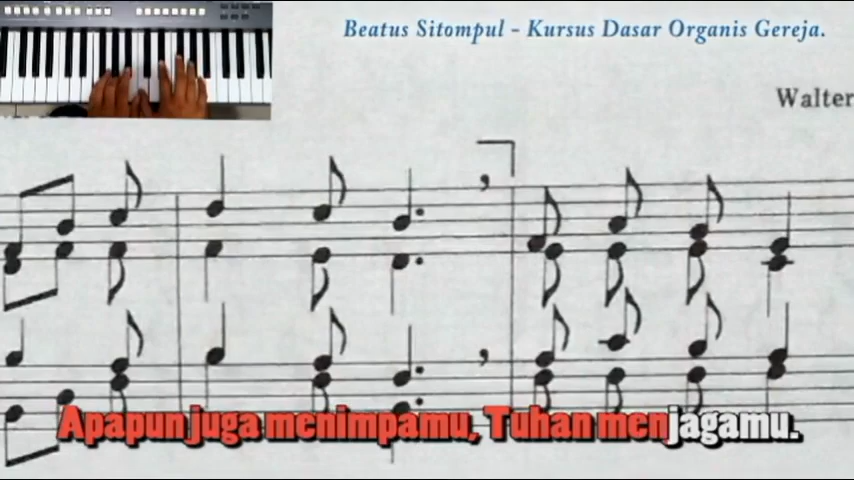 Beatus Sitompul - Kursus Dasar Organis Gereja.
Walter
Apapun juga menimpamu, Tuhan menjagamu.